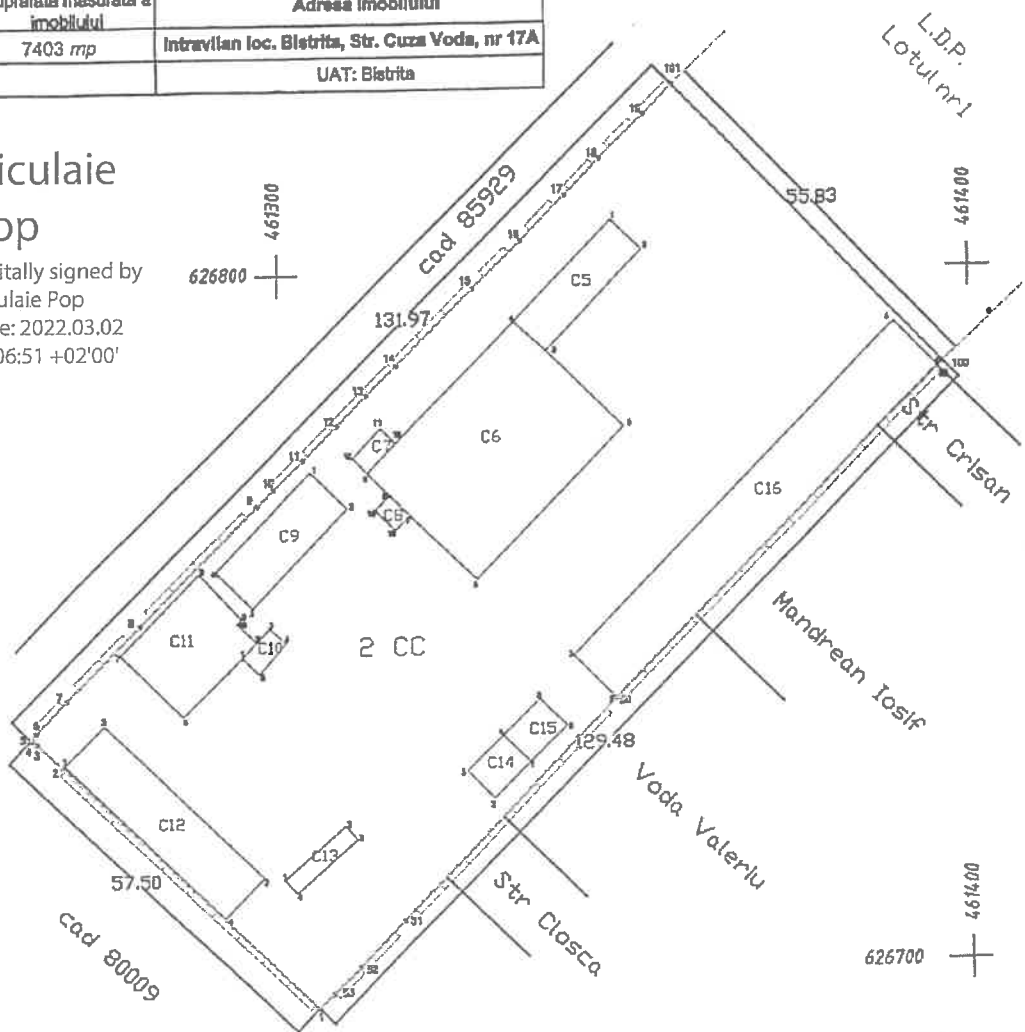 imobilului
Adresa imobilului
7403 mp
Intravilan loc. Bistrita, Str. Cuza Voda, nr 17A
UAT: Bistrita
L.D.P.
Lotul nr1
iculaie
op
itally signed by
ulaie Pop
e: 2022.03.02
06:51 +02'00'
461300
626800
cad 85929
131.97
55.83
461400
C5
C6
C7
C8
C9
C10
C11
2 CC
C16
Str Crisan
Mandrean Iosif
C15
C14
129.48
Voda Valeriu
C12
C13
57.50
cad 80009
Str Closca
461400
626700